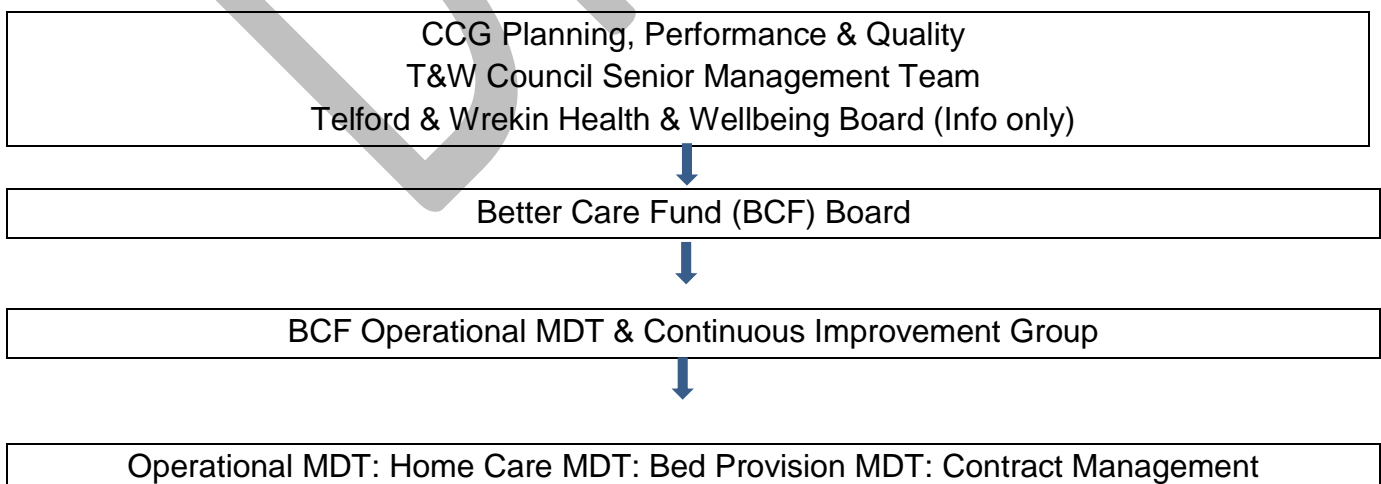 CCG Planning, Performance & Quality
T&W Council Senior Management Team
Telford & Wrekin Health & Wellbeing Board (Info only)
Better Care Fund (BCF) Board
BCF Operational MDT & Continuous Improvement Group
Operational MDT: Home Care MDT: Bed Provision MDT: Contract Management